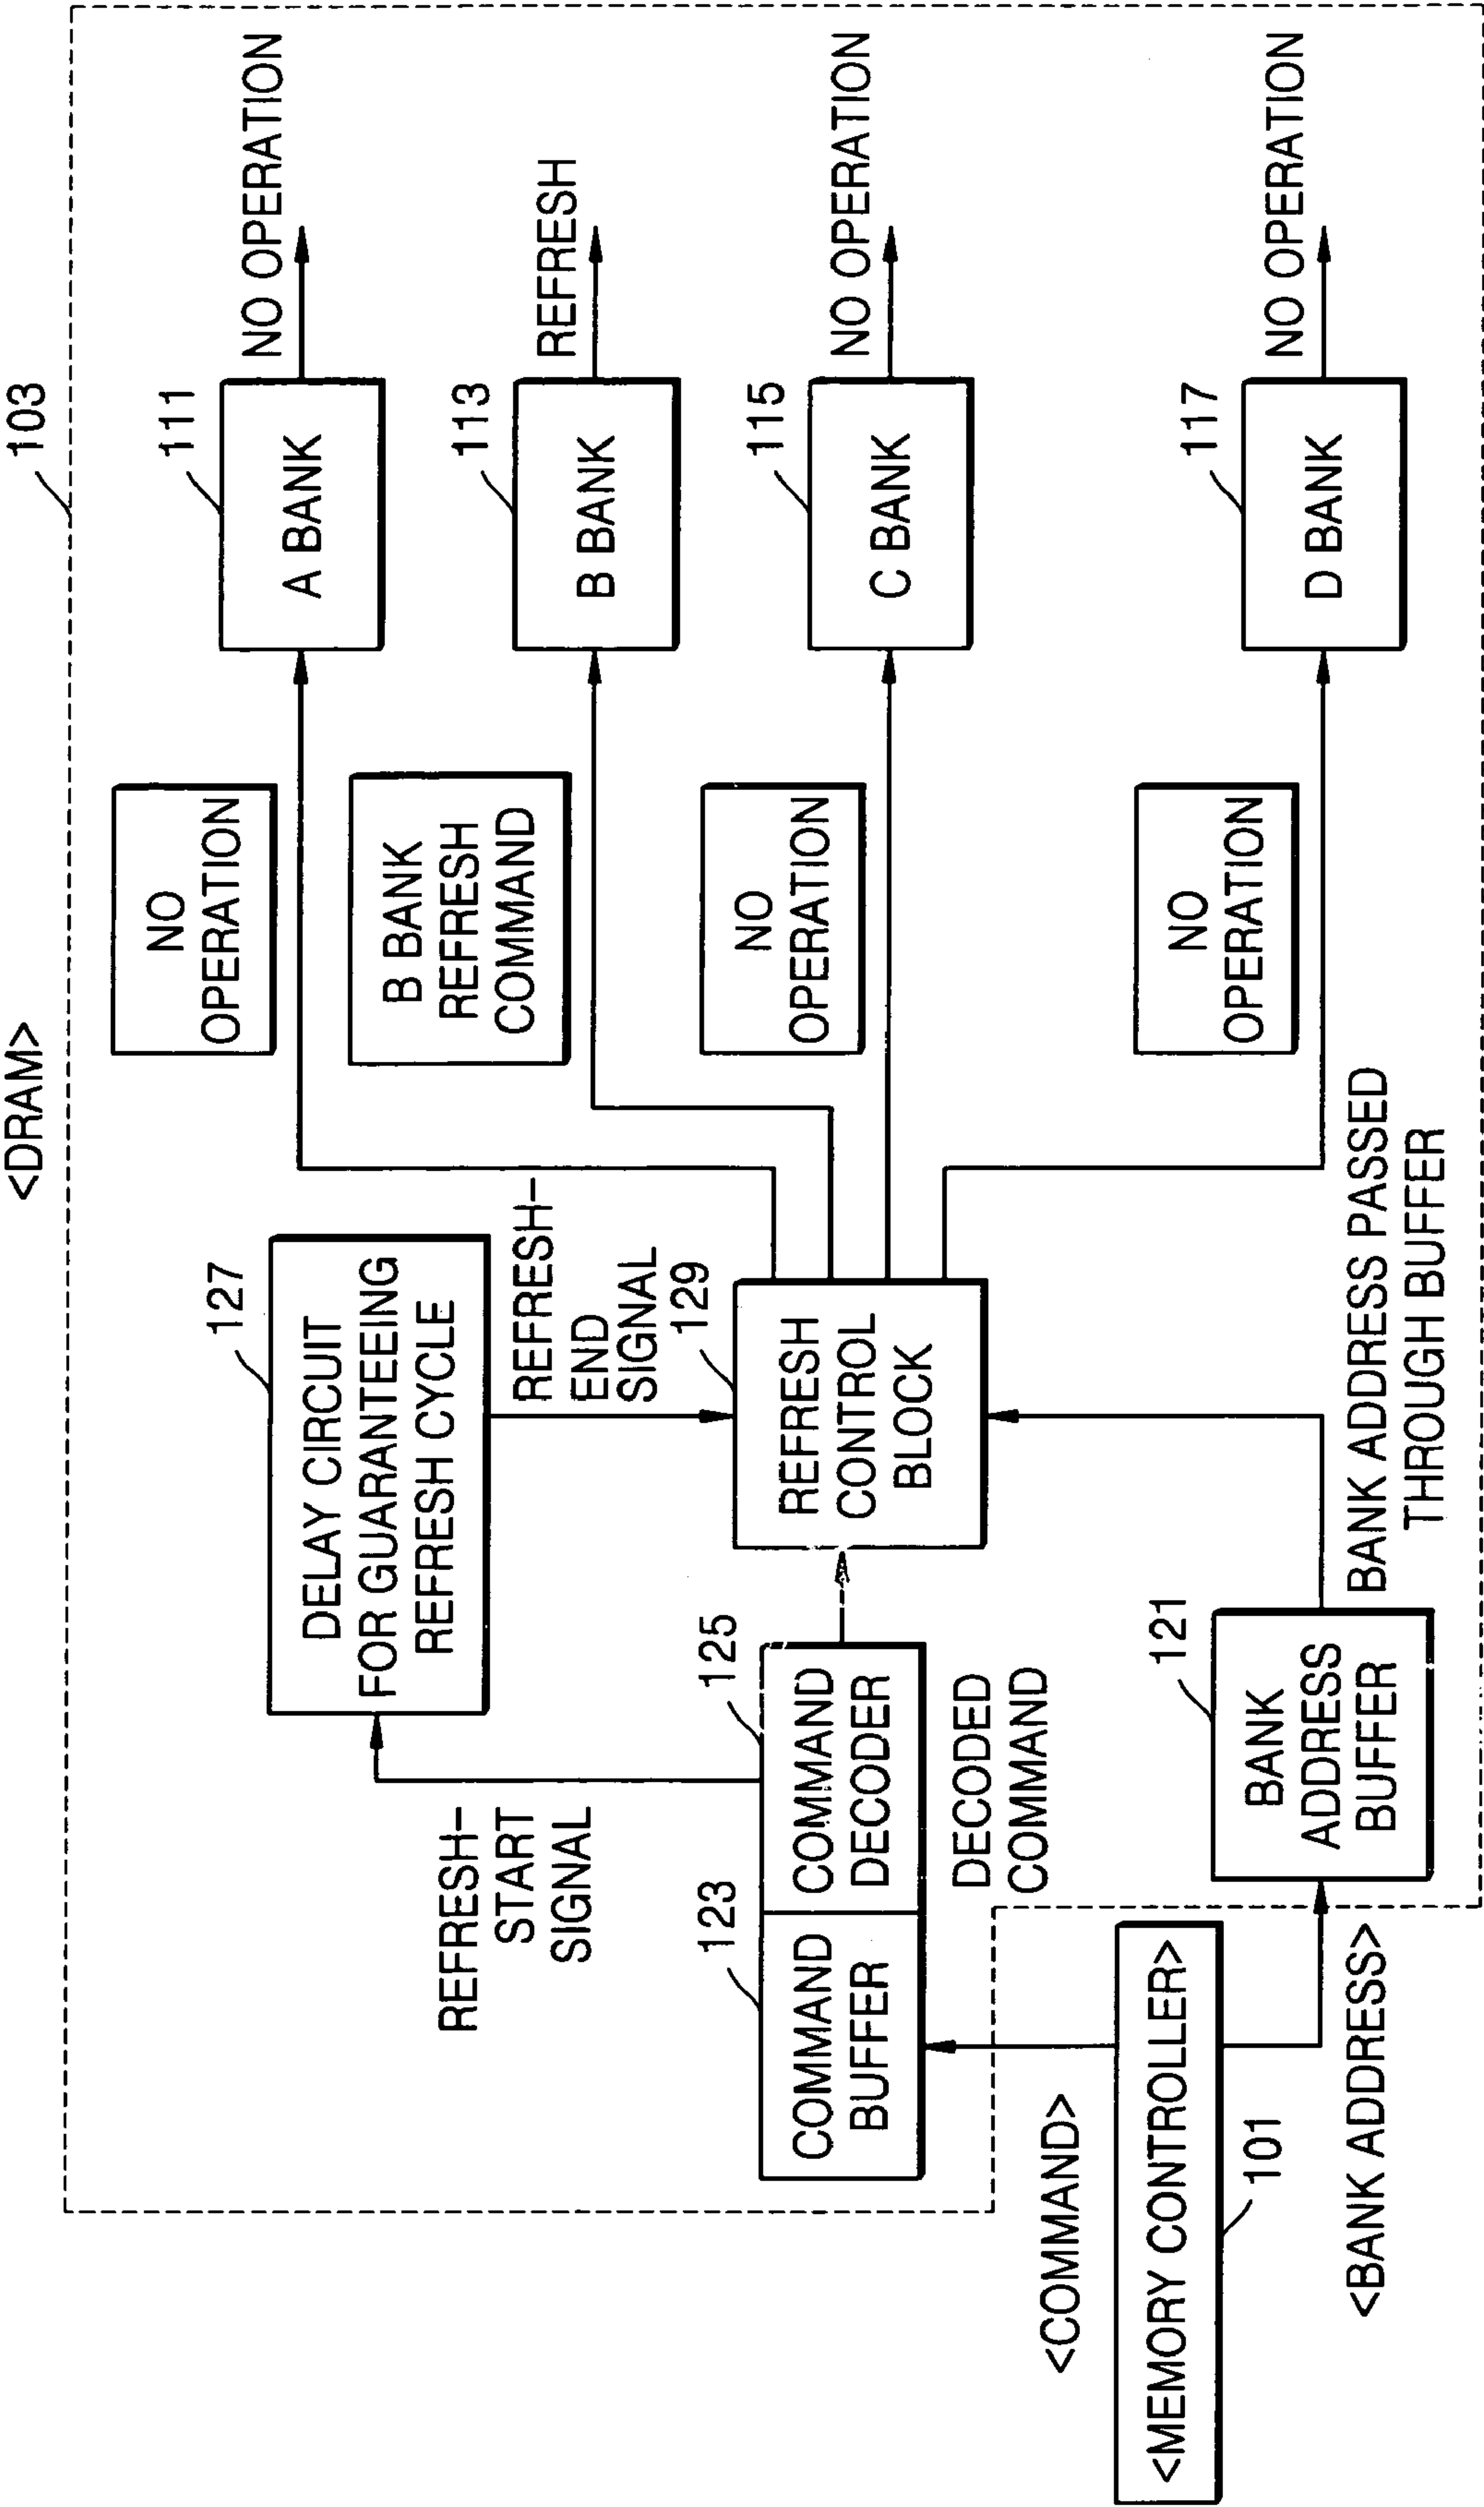 <DRAM>
103
127
DELAY CIRCUIT
FOR GUARANTEEING
REFRESH CYCLE
NO
OPERATION
111
A BANK
NO OPERATION
REFRESH-
START
SIGNAL
REFRESH-
END
SIGNAL
B BANK
REFRESH
COMMAND
113
B BANK
REFRESH
123
COMMAND
BUFFER
125
COMMAND
DECODER
DECODED
COMMAND
129
REFRESH
CONTROL
BLOCK
NO
OPERATION
115
C BANK
NO OPERATION
<COMMAND>
<MEMORY CONTROLLER>
101
<BANK ADDRESS>
121
BANK
ADDRESS
BUFFER
BANK ADDRESS PASSED
THROUGH BUFFER
NO
OPERATION
117
D BANK
NO OPERATION